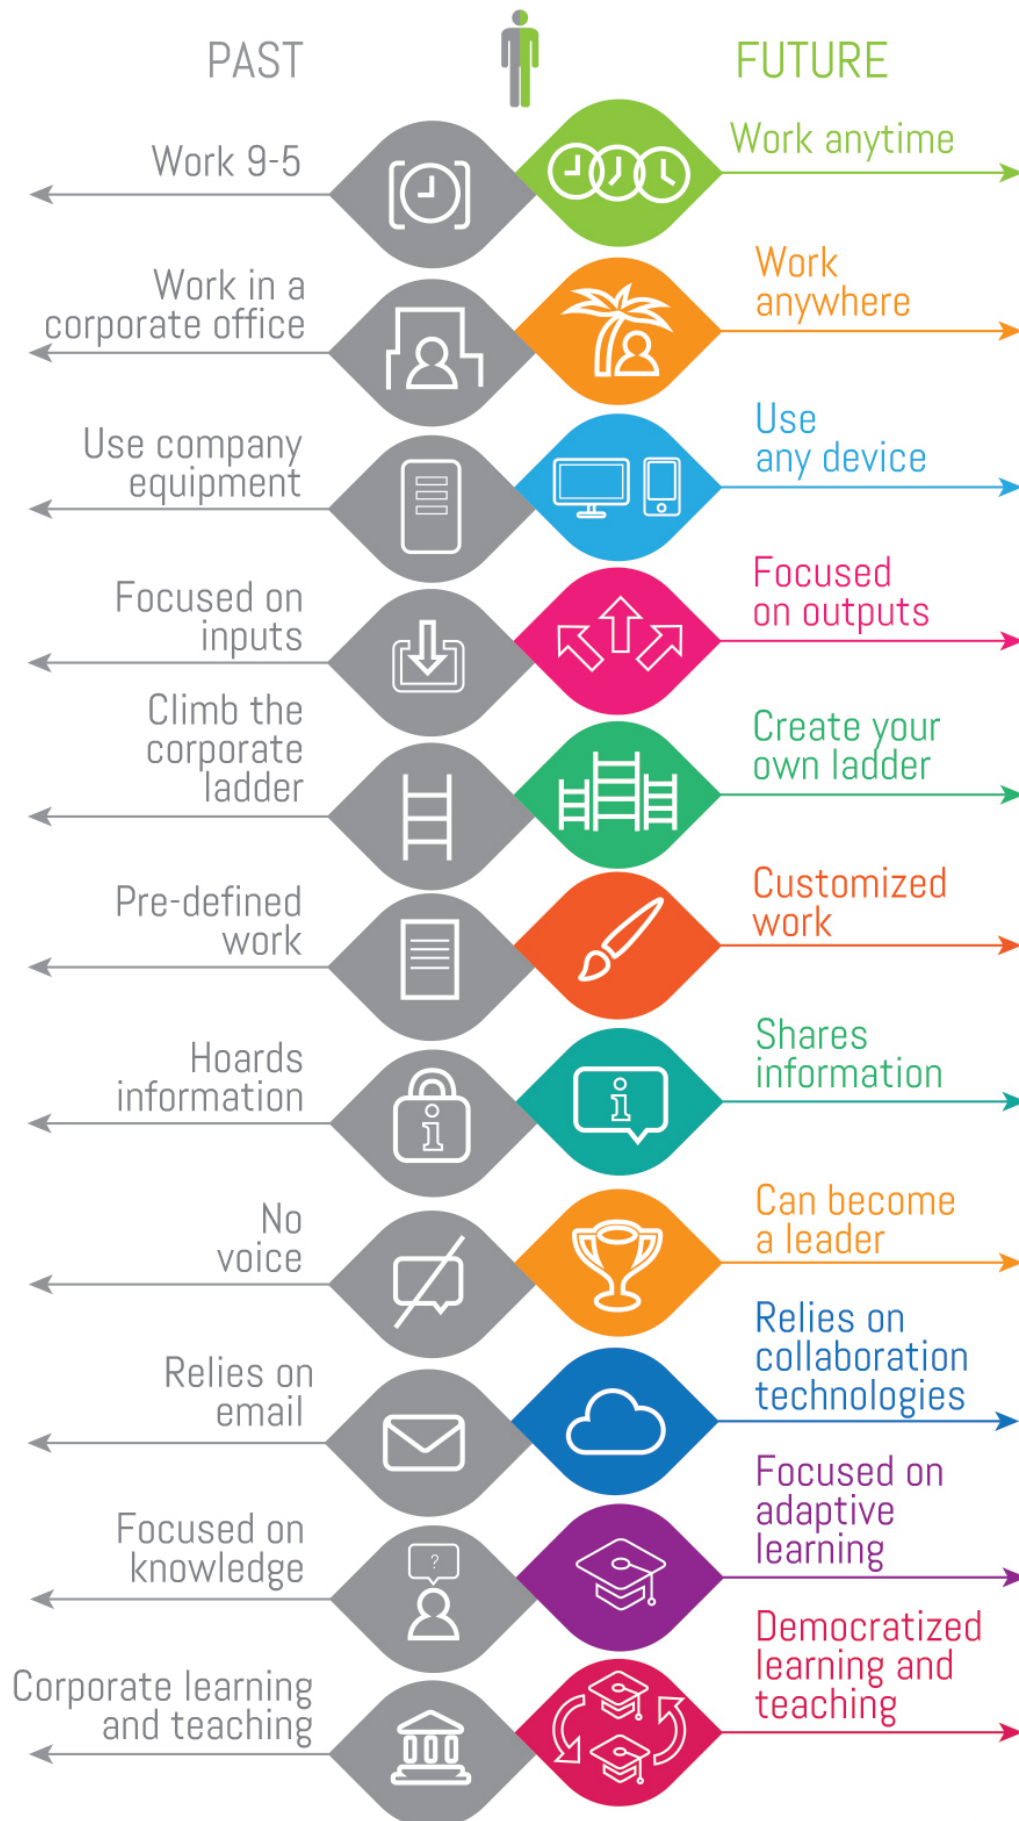 PAST
FUTURE
Work 9-5
Work anytime
Work in a
corporate office
Work
anywhere
Use company
equipment
Use
any device
Focused on
inputs
Focused
on outputs
Climb the
corporate
ladder
Create your
own ladder
Pre-defined
work
Customized
work
Hoards
information
i
Shares
information
i
No
voice
Can become
a leader
Relies on
email
Relies on
collaboration
technologies
Focused on
knowledge
?
Focused on
adaptive
learning
Corporate learning
and teaching
Democratized
learning and
teaching